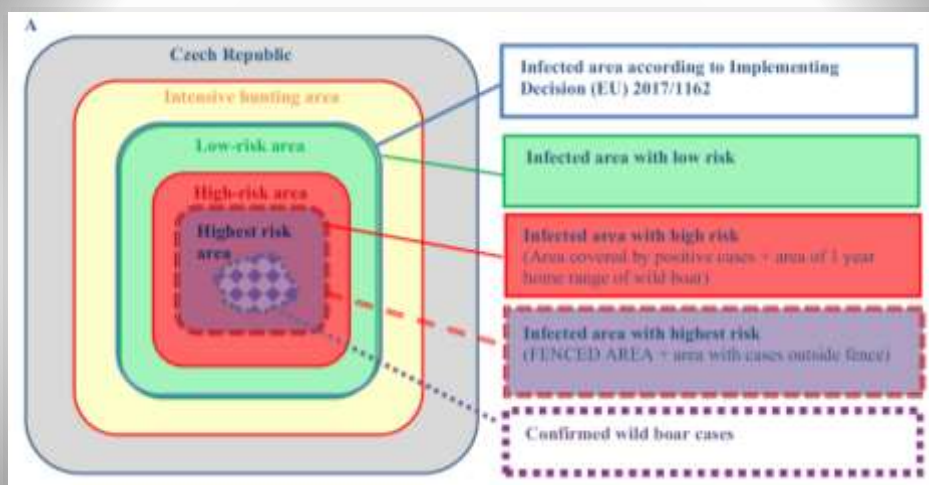 A
Czech Republic
Intensive hunting area
Low-risk area
High-risk area
Highest risk
area
Infected area according to Implementing
Decision (EU) 2017/1162
Infected area with low risk
Infected area with high risk
(Area covered by positive cases + area of 1 year
home range of wild boar)
Infected area with highest risk
(FENCED AREA + area with cases outside fence)
Confirmed wild boar cases